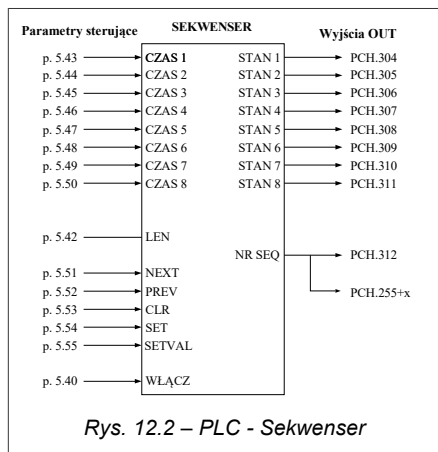 Parametry sterujące SEKWENSER Wyjścia OUT
p. 5.43 CZAS 1 STAN 1 PCH.304
p. 5.44 CZAS 2 STAN 2 PCH.305
p. 5.45 CZAS 3 STAN 3 PCH.306
p. 5.46 CZAS 4 STAN 4 PCH.307
p. 5.47 CZAS 5 STAN 5 PCH.308
p. 5.48 CZAS 6 STAN 6 PCH.309
p. 5.49 CZAS 7 STAN 7 PCH.310
p. 5.50 CZAS 8 STAN 8 PCH.311
p. 5.42 LEN
NR SEQ PCH.312
p. 5.51 NEXT
p. 5.52 PREV PCH.255+x
p. 5.53 CLR
p. 5.54 SET
p. 5.55 SETVAL
p. 5.40 WŁĄCZ
Rys. 12.2 – PLC - Sekwenser